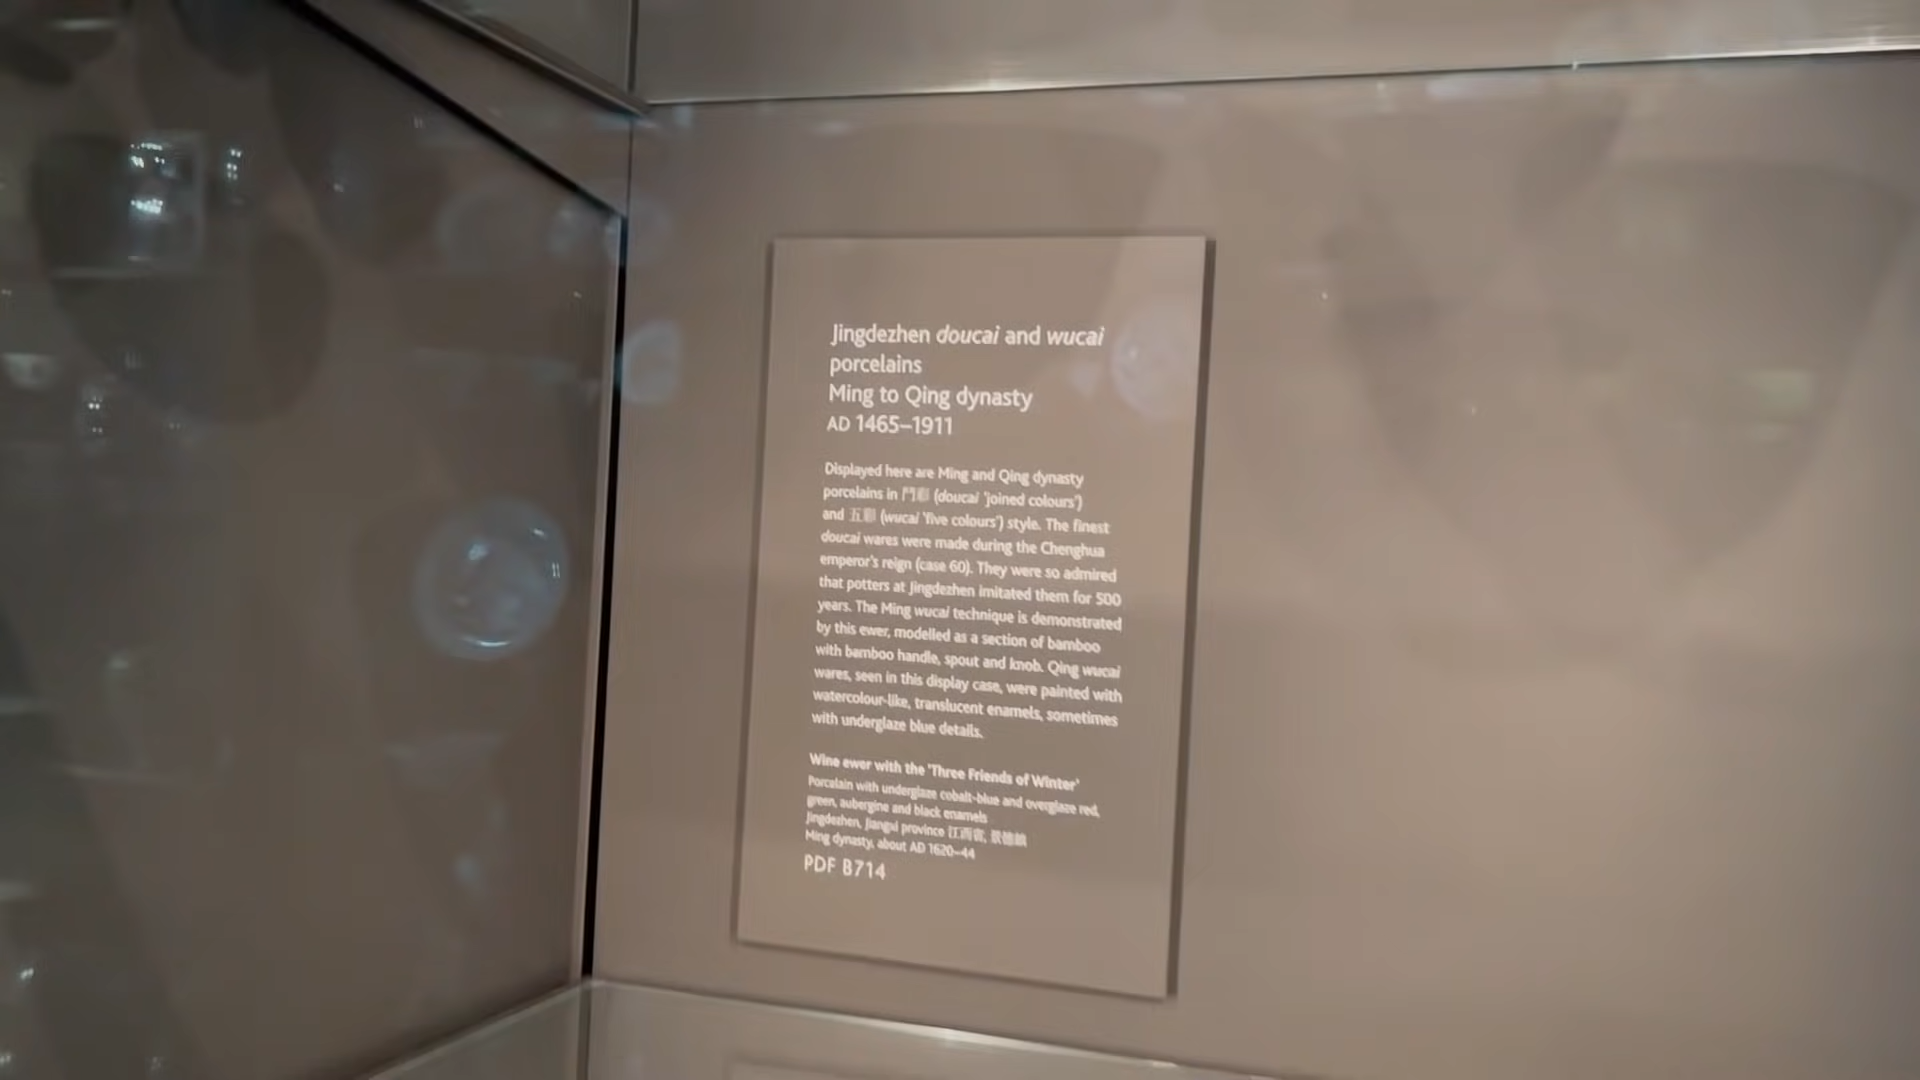 Jingdezhen doucai and wucai
porcelains
Ming to Qing dynasty
AD 1465–1911
Displayed here are Ming and Qing dynasty
porcelains in 鬥彩 (doucai ‘joined colours’)
and 五彩 (wucai ‘five colours’) style. The finest
doucai wares were made during the Chenghua
emperor’s reign (case 60). They were so admired
that potters at Jingdezhen imitated them for 500
years. The Ming wucai technique is demonstrated
by this ewer, modelled as a section of bamboo
with bamboo handle, spout and knob. Qing wucai
wares, seen in this display case, were painted with
watercolour-like, translucent enamels, sometimes
with underglaze blue details.
Wine ewer with the ‘Three Friends of Winter’
Porcelain with underglaze cobalt-blue and overglaze red,
green, aubergine and black enamels
Jingdezhen, Jiangxi province 江西省, 景德鎮
Ming dynasty, about AD 1620–44
PDF B714